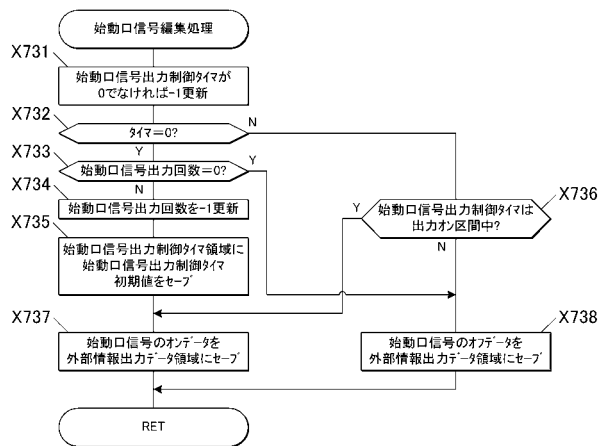 始動口信号編集処理
X731
始動口信号出力制御タイマが
0でなければ-1更新
X732
タイマ=0?
N
Y
X733
始動口信号出力回数=0?
Y
N
X734
始動口信号出力回数を-1更新
X735
始動口信号出力制御タイマ領域に
始動口信号出力制御タイマ
初期値をセーブ
X736
始動口信号出力制御タイマは
出力オン区間中?
Y
N
X737
始動口信号のオンデータを
外部情報出力データ領域にセーブ
X738
始動口信号のオフデータを
外部情報出力データ領域にセーブ
RET